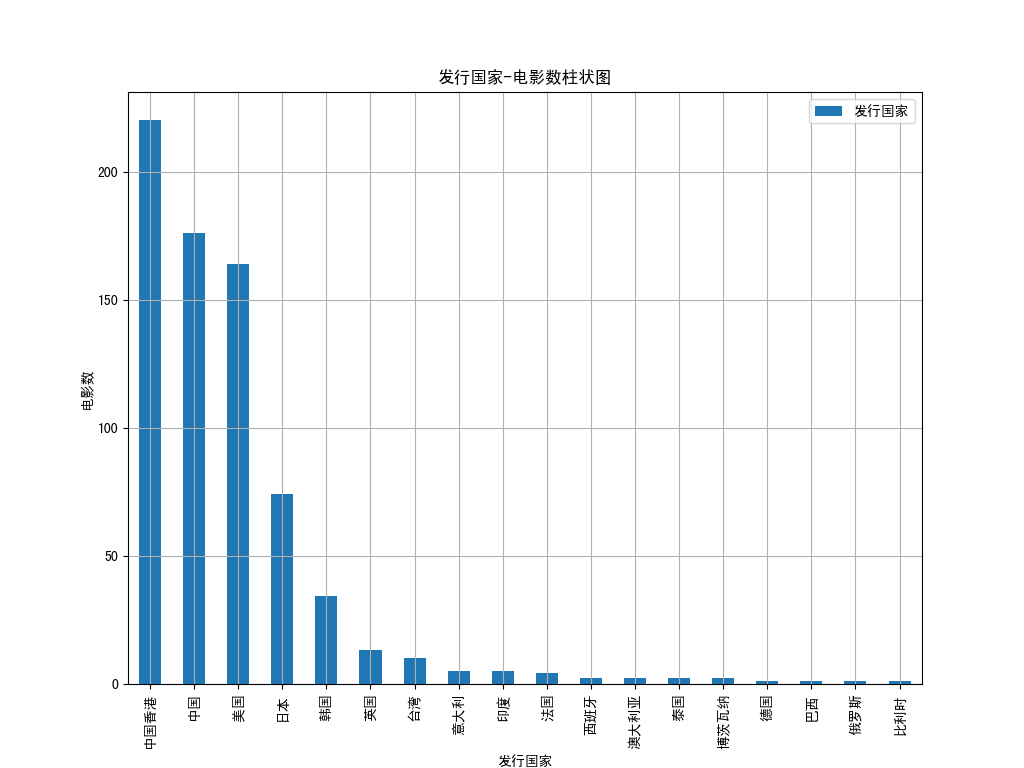 发行国家-电影数柱状图
发行国家
电影数
200
150
100
50
0
中国香港
中国
美国
日本
韩国
英国
台湾
意大利
印度
法国
西班牙
澳大利亚
泰国
博茨瓦纳
德国
巴西
俄罗斯
比利时
发行国家